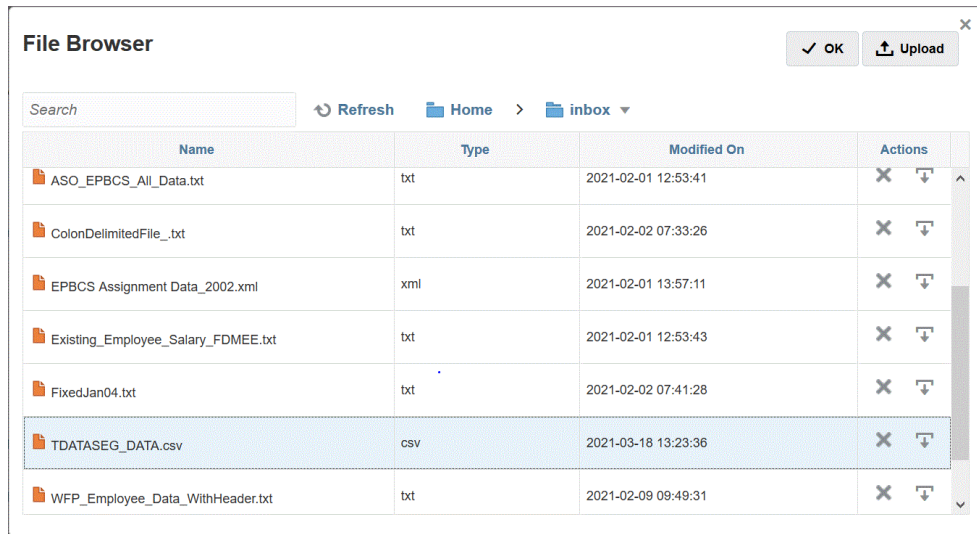 File Browser
OK
Upload
Search
Refresh
Home
>
inbox
Name Type Modified On Actions
ASO_EPBCS_All_Data.txt txt 2021-02-01 12:53:41
ColonDelimitedFile_.txt txt 2021-02-02 07:33:26
EPBCS Assignment Data_2002.xml xml 2021-02-01 13:57:11
Existing_Employee_Salary_FDMEE.txt txt 2021-02-01 12:53:43
FixedJan04.txt txt 2021-02-02 07:41:28
TDATASEG_DATA.csv csv 2021-03-18 13:23:36
WFP_Employee_Data_WithHeader.txt txt 2021-02-09 09:49:31